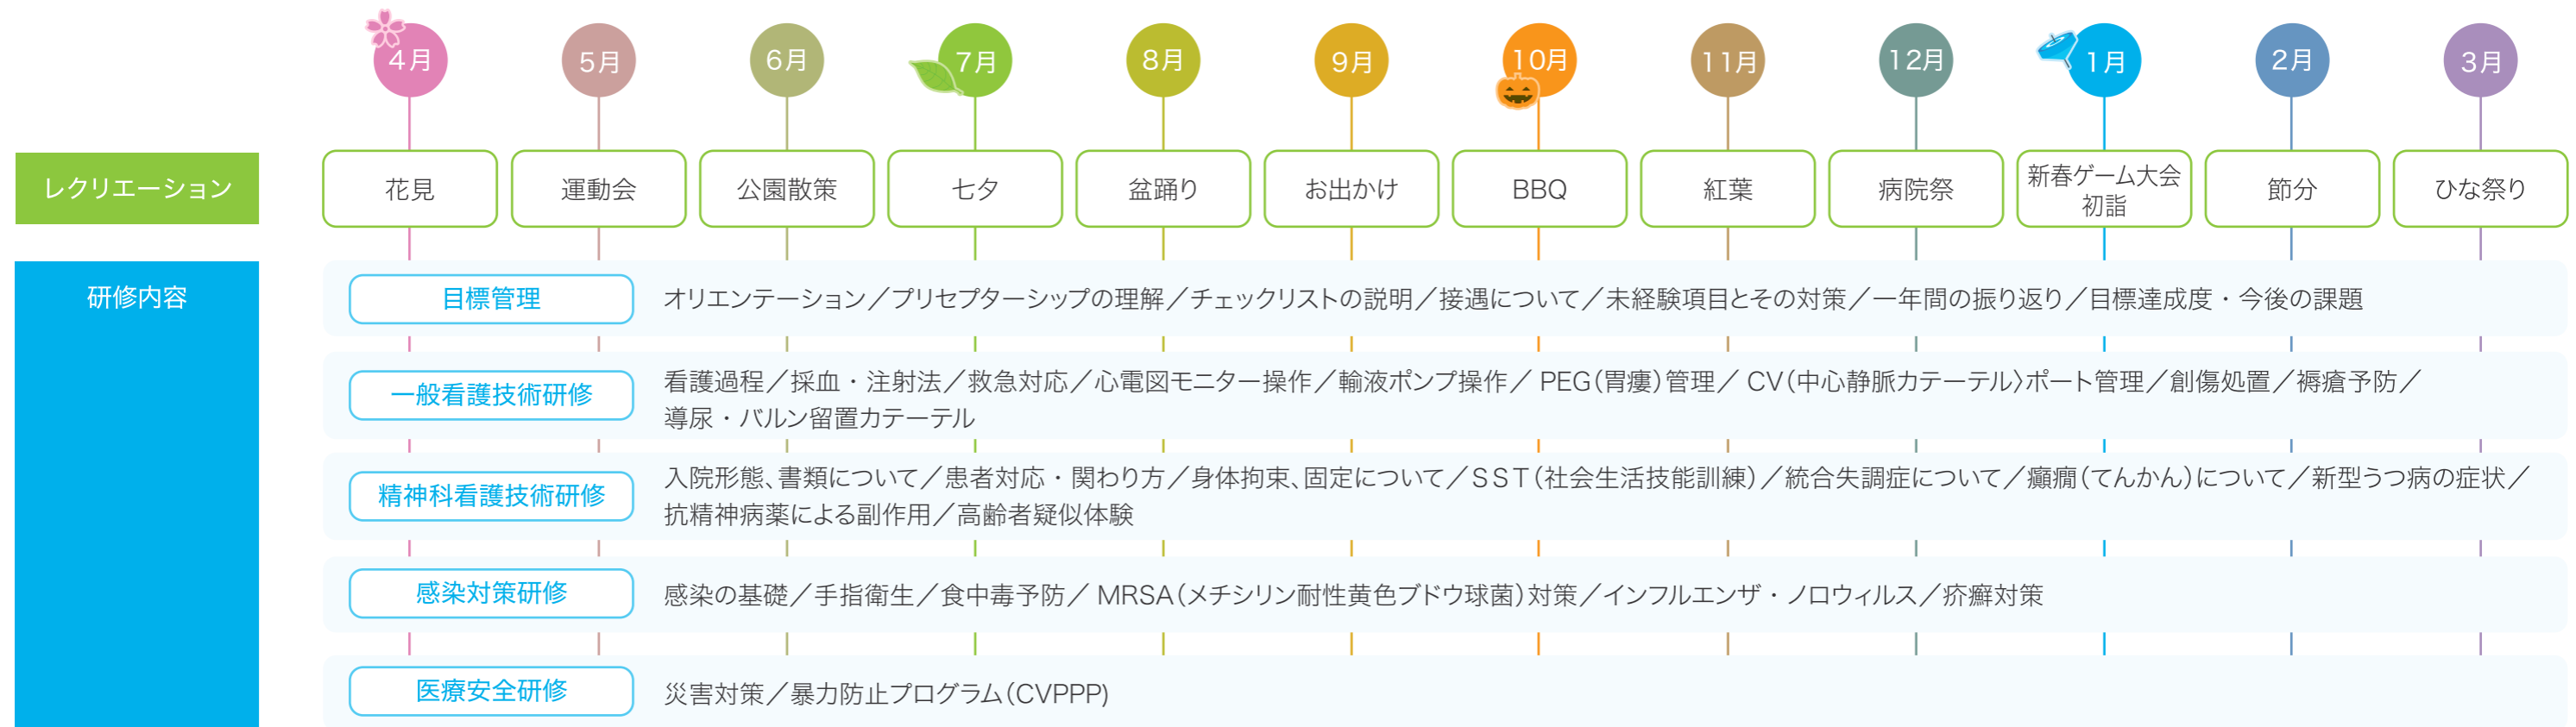 4月 5月 6月 7月 8月 9月 10月 11月 12月 1月 2月 3月
レクリエーション
花見 運動会 公園散策 七夕 盆踊り お出かけ BBQ 紅葉 病院祭 新春ゲーム大会 節分 ひな祭り
初詣
研修内容
目標管理
オリエンテーション／プリセプターシップの理解／チェックリストの説明／接遇について／未経験項目とその対策／一年間の振り返り／目標達成度・今後の課題
一般看護技術研修
看護過程／採血・注射法／救急対応／心電図モニター操作／輸液ポンプ操作／ PEG（胃瘻）管理／ CV（中心静脈カテーテル〉ポート管理／創傷処置／褥瘡予防／
導尿・バルン留置カテーテル
精神科看護技術研修
入院形態、書類について／患者対応・関わり方／身体拘束、固定について／ＳＳＴ（社会生活技能訓練）／統合失調症について／癲癇（てんかん）について／新型うつ病の症状／
抗精神病薬による副作用／高齢者疑似体験
感染対策研修
感染の基礎／手指衛生／食中毒予防／ MRSA（メチシリン耐性黄色ブドウ球菌）対策／インフルエンザ・ノロウィルス／疥癬対策
医療安全研修
災害対策／暴力防止プログラム（CVPPP)